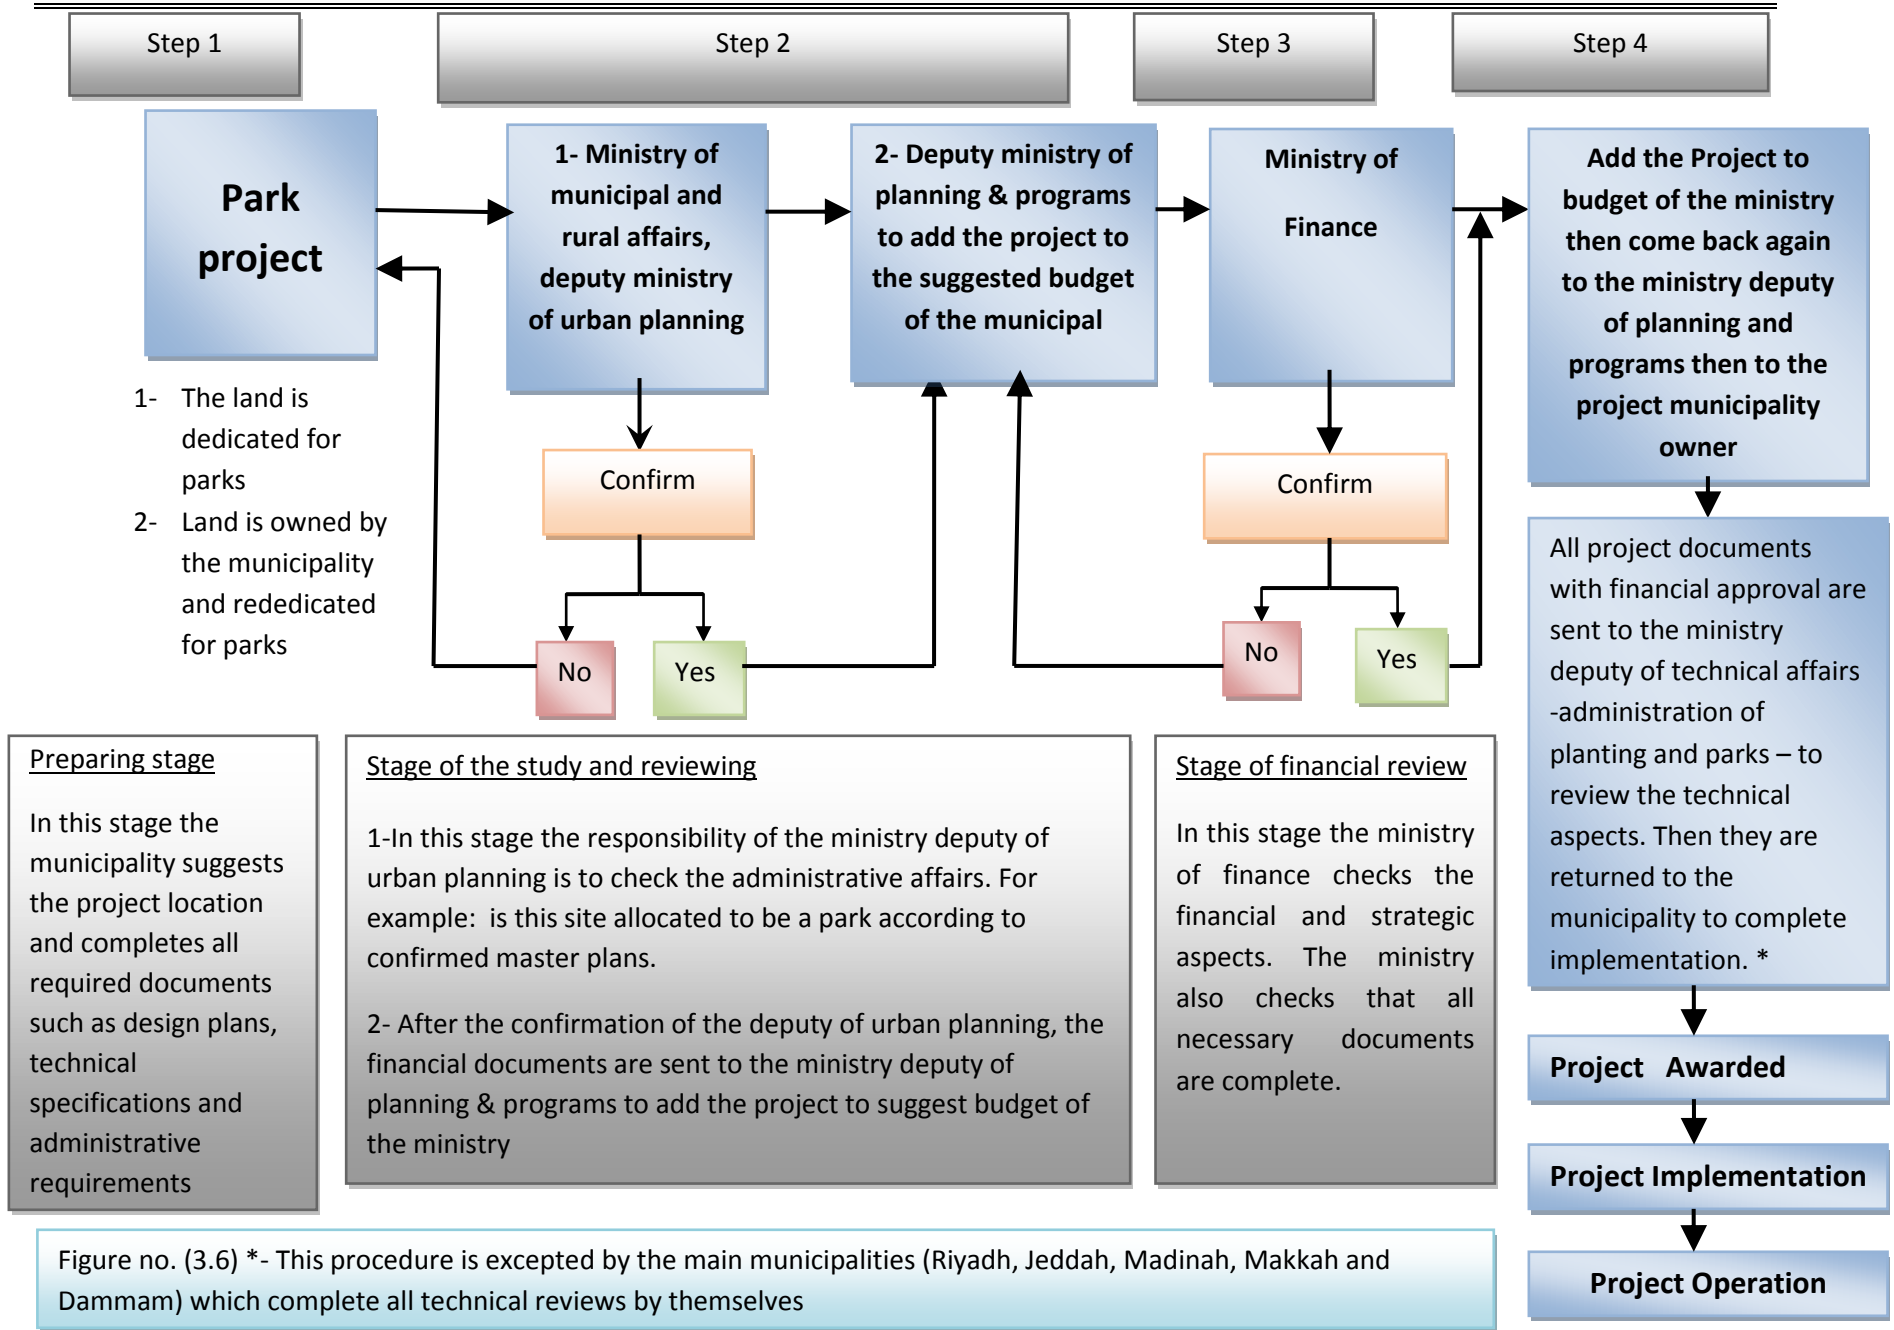 Step 1
Step 2
Step 3
Step 4
Park
project
1- Ministry of
municipal and
rural affairs,
deputy ministry
of urban planning
2- Deputy ministry of
planning & programs
to add the project to
the suggested budget
of the municipal
Ministry of
Finance
Add the Project to
budget of the ministry
then come back again
to the ministry deputy
of planning and
programs then to the
project municipality
owner
1- The land is
dedicated for
parks
2- Land is owned by
the municipality
and rededicated
for parks
Confirm
No
Yes
Confirm
No
Yes
All project documents
with financial approval are
sent to the ministry
deputy of technical affairs
-administration of
planting and parks – to
review the technical
aspects. Then they are
returned to the
municipality to complete
implementation. *
Project Awarded
Project Implementation
Project Operation
Preparing stage
In this stage the
municipality suggests
the project location
and completes all
required documents
such as design plans,
technical
specifications and
administrative
requirements
Stage of the study and reviewing
1-In this stage the responsibility of the ministry deputy of
urban planning is to check the administrative affairs. For
example: is this site allocated to be a park according to
confirmed master plans.
2- After the confirmation of the deputy of urban planning, the
financial documents are sent to the ministry deputy of
planning & programs to add the project to suggest budget of
the ministry
Stage of financial review
In this stage the ministry
of finance checks the
financial and strategic
aspects. The ministry
also checks that all
necessary documents
are complete.
Figure no. (3.6) *- This procedure is excepted by the main municipalities (Riyadh, Jeddah, Madinah, Makkah and
Dammam) which complete all technical reviews by themselves